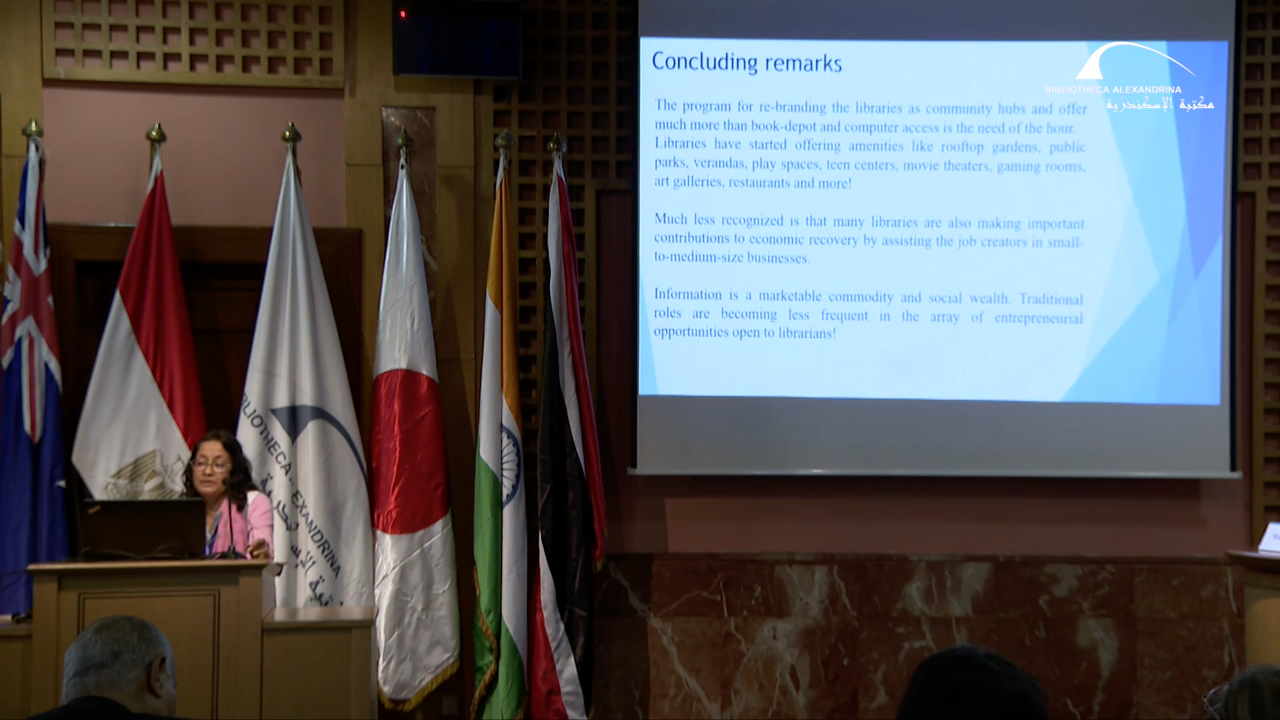 Concluding remarks
The program for re-branding the libraries as community hubs and offer
much more than book-depot and computer access is the need of the hour.
Libraries have started offering amenities like rooftop gardens, public
parks, verandas, play spaces, teen centers, movie theaters, gaming rooms,
art galleries, restaurants and more!
Much less recognized is that many libraries are also making important
contributions to economic recovery by assisting the job creators in small-
to-medium-size businesses.
Information is a marketable commodity and social wealth. Traditional
roles are becoming less frequent in the array of entrepreneurial
opportunities open to librarians!
BIBLIOTHECA ALEXANDRINA
مكتبة الإسكندرية